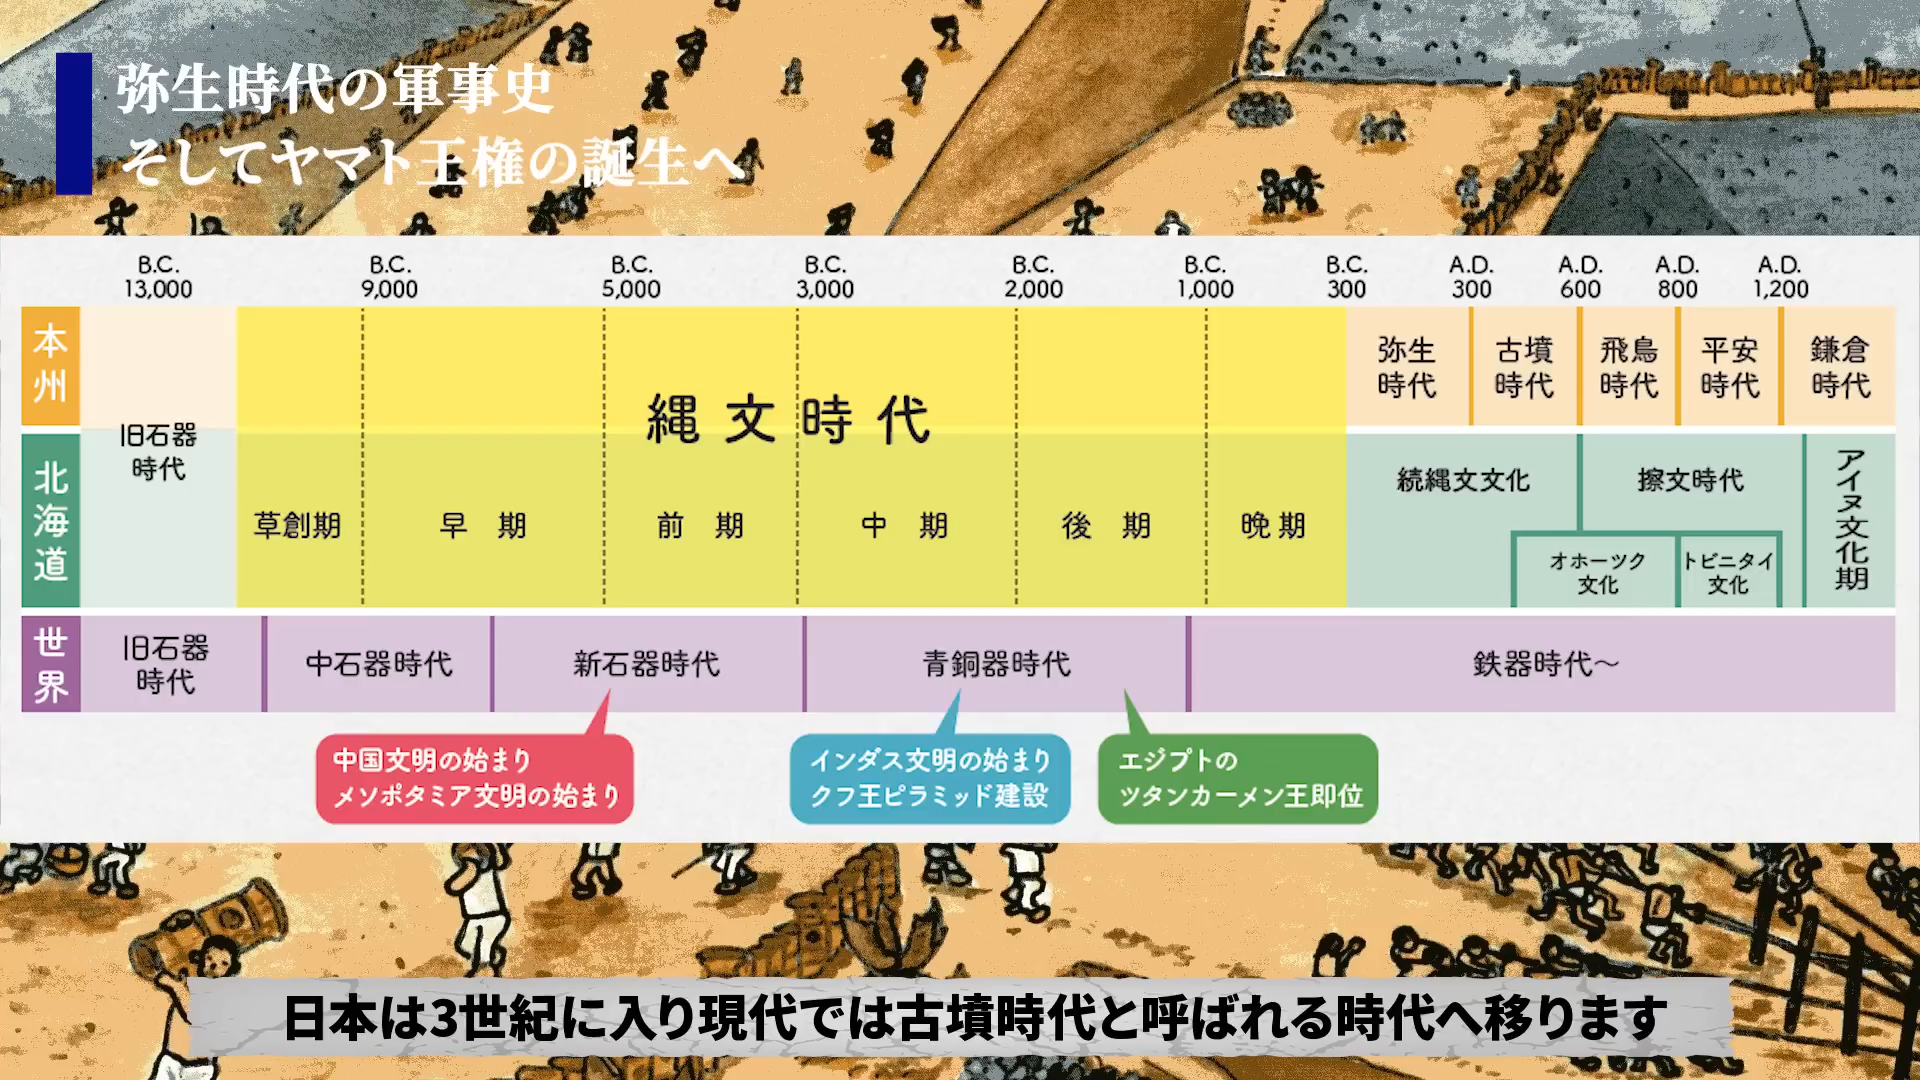 弥生時代の軍事史
そしてヤマト王権の誕生へ
B.C.
13,000
B.C.
9,000
B.C.
5,000
B.C.
3,000
B.C.
2,000
B.C.
1,000
B.C.
300
A.D.
300
A.D.
600
A.D.
800
A.D.
1,200
本州
旧石器
時代
縄文時代
弥生
時代
古墳
時代
飛鳥
時代
平安
時代
鎌倉
時代
北海道
草創期
早期
前期
中期
後期
晩期
続縄文文化
擦文時代
オホーツク
文化
トビニタイ
文化
アイヌ文化期
世界
旧石器
時代
中石器時代
新石器時代
青銅器時代
鉄器時代～
中国文明の始まり
メソポタミア文明の始まり
インダス文明の始まり
クフ王ピラミッド建設
エジプトの
ツタンカーメン王即位
日本は3世紀に入り現代では古墳時代と呼ばれる時代へ移ります